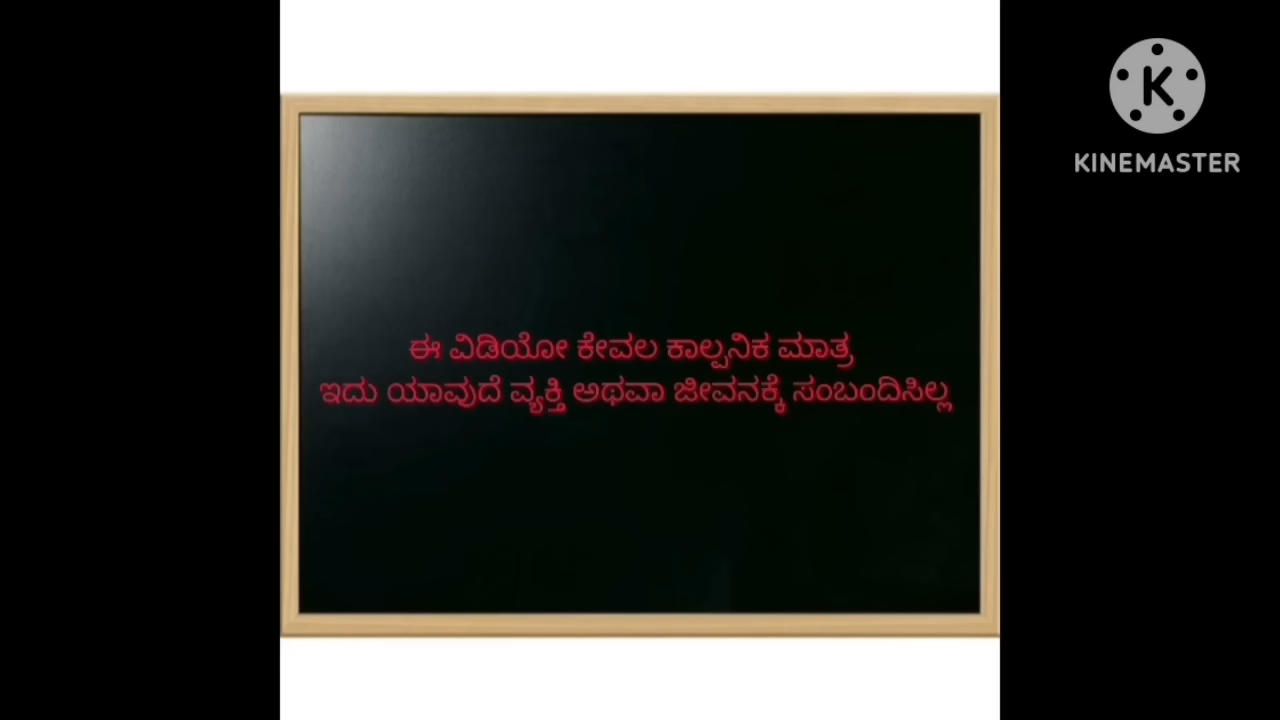 KINEMASTER
ಈ ವಿಡಿಯೋ ಕೇವಲ ಕಾಲ್ಪನಿಕ ಮಾತ್ರ
ಇದು ಯಾವುದೆ ವ್ಯಕ್ತಿ ಅಥವಾ ಜೀವನಕ್ಕೆ ಸಂಬಂದಿಸಿಲ್ಲ